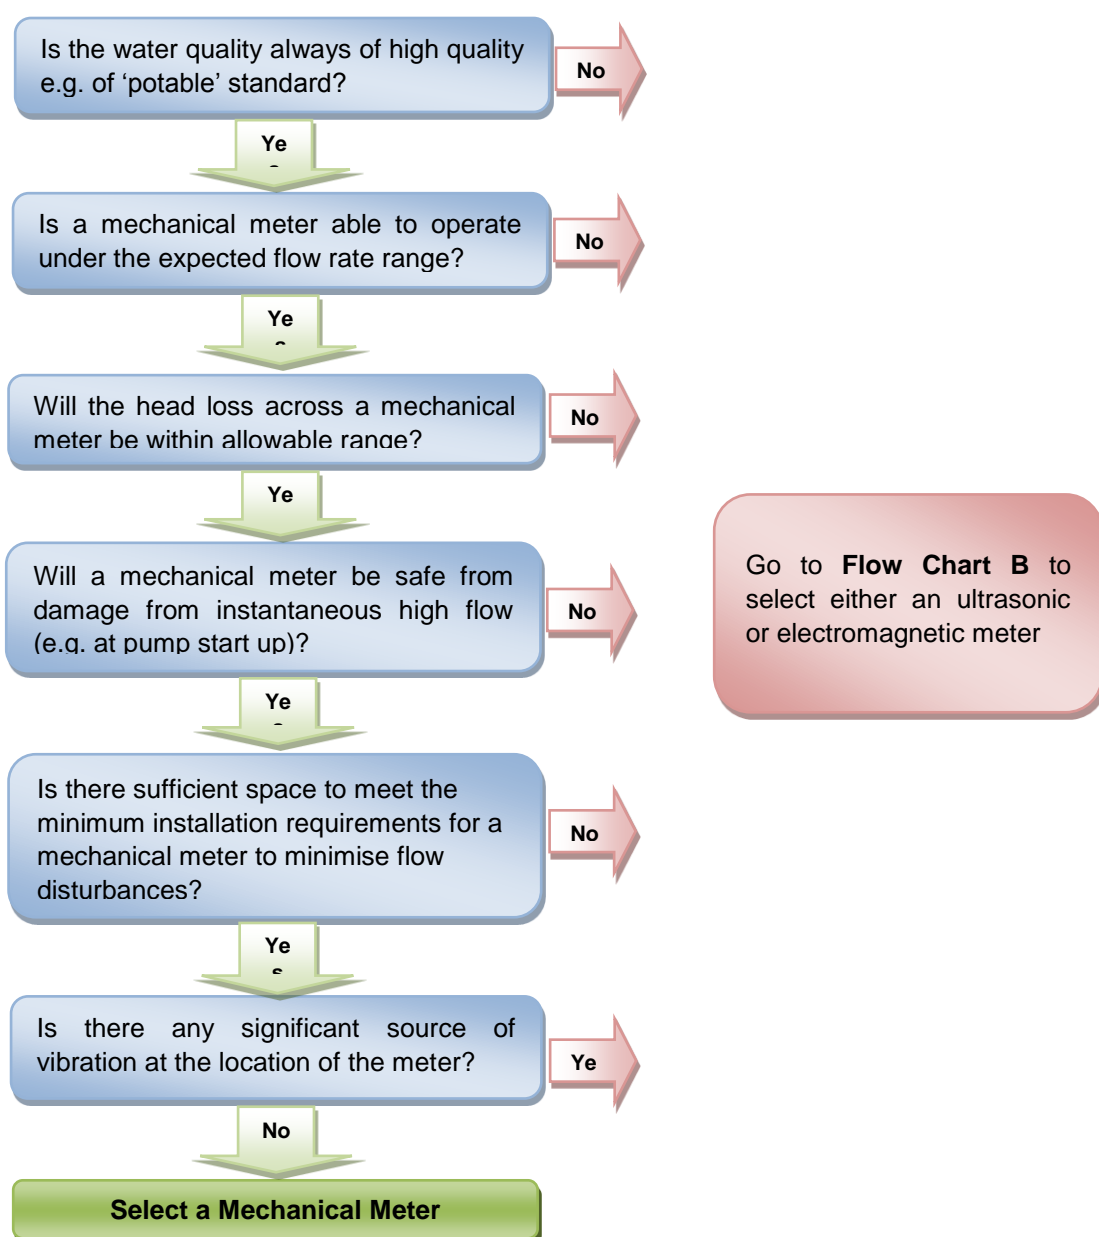 Is the water quality always of high quality
e.g. of ‘potable’ standard?
No
Ye
Is a mechanical meter able to operate
under the expected flow rate range?
No
Ye
s
Will the head loss across a mechanical
meter be within allowable range?
No
Ye
Will a mechanical meter be safe from
damage from instantaneous high flow
(e.g. at pump start up)?
No
Go to Flow Chart B to
select either an ultrasonic
or electromagnetic meter
Ye
Is there sufficient space to meet the
minimum installation requirements for a
mechanical meter to minimise flow
disturbances?
No
Ye
s
Is there any significant source of
vibration at the location of the meter?
Ye
No
Select a Mechanical Meter